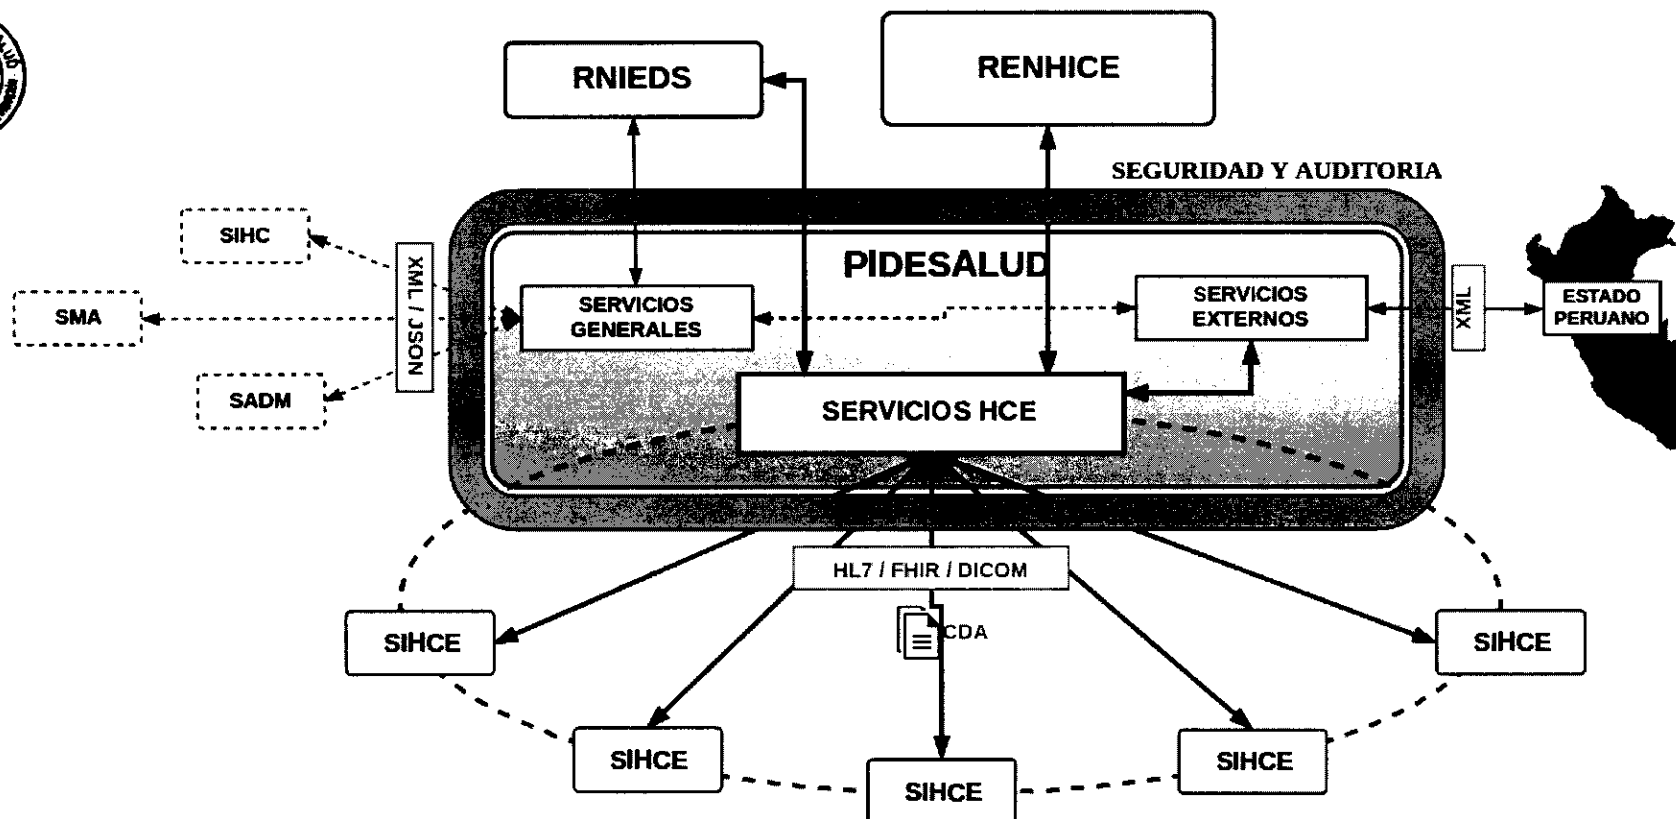 RNIEDS
RENHICE
SEGURIDAD Y AUDITORIA
SIHC
SMA
SADM
XML / JSON
PIDESALUD
SERVICIOS
GENERALES
SERVICIOS
EXTERNOS
XML
ESTADO
PERUANO
SERVICIOS HCE
HL7 / FHIR / DICOM
CDA
SIHCE
SIHCE
SIHCE
SIHCE
SIHCE